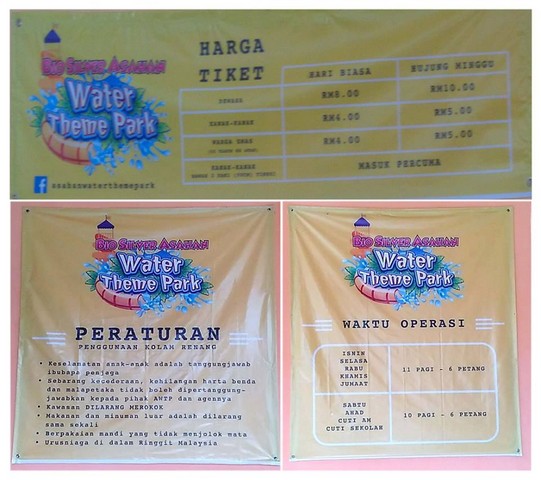 BIO SILVER ASAHAN
Water
Theme Park
asahanwaterthemepark
HARGA
TIKET
HARI BIASA
HUJUNG MINGGU
DEWASA
RM8.00
RM10.00
KANAK-KANAK
RM4.00
RM5.00
WARGA EMAS
RM4.00
RM5.00
KANAK-KANAK
MASUK PERCUMA
BIO SILVER ASAHAN
Water
Theme Park
PERATURAN
PENGGUNAAN KOLAM RENANG
• Keselamatan anak-anak adalah tanggungjawab
ibubapa penjaga
• Sebarang kecederaan, kehilangan harta benda
dan malapetaka tidak boleh dipertanggung-
jawabkan kepada pihak AWTP dan agennya
• Kawasan DILARANG MEROKOK
• Makanan dan minuman luar adalah dilarang
sama sekali
• Berpakaian mandi yang tidak menjolok mata
• Urusniaga di dalam Ringgit Malaysia
BIO SILVER ASAHAN
Water
Theme Park
WAKTU OPERASI
ISNIN
SELASA
RABU
KHAMIS
JUMAAT
11 PAGI - 6 PETANG
SABTU
AHAD
CUTI AM
CUTI SEKOLAH
10 PAGI - 6 PETANG